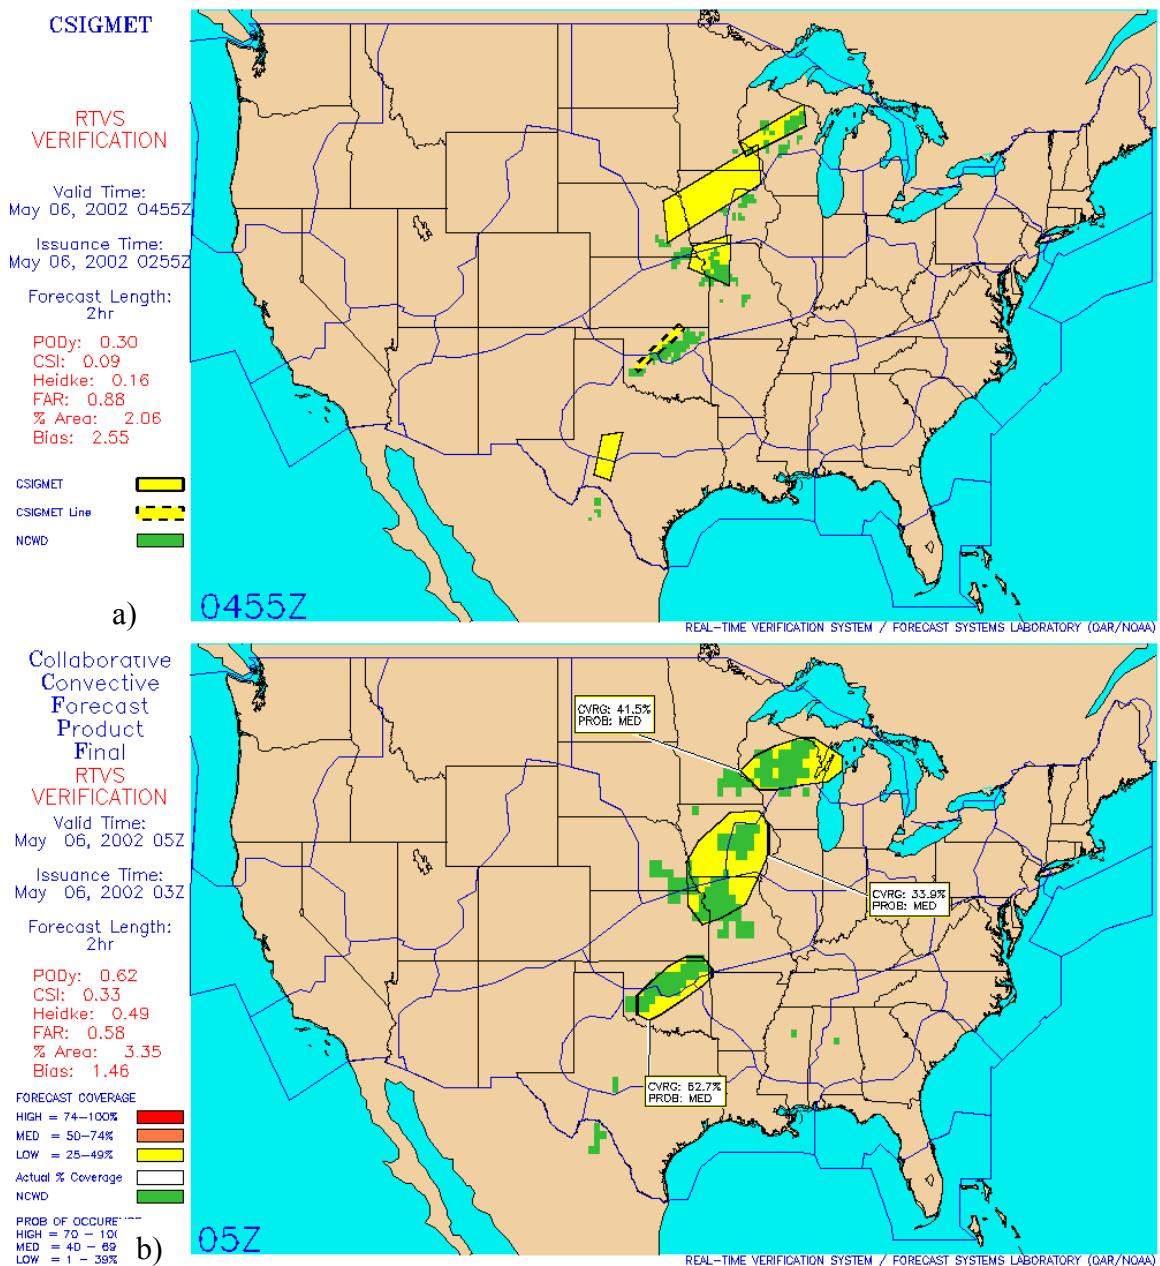 CSIGMET
RTVS
VERIFICATION
Valid Time:
May 06, 2002 0455Z
Issuance Time:
May 06, 2002 0255Z
Forecast Length:
2hr
PODy: 0.30
CSI: 0.09
Heidke: 0.16
FAR: 0.88
% Area: 2.06
Bias: 2.55
CSIGMET
CSIGMET Line
NCWD
a)
0455Z
REAL-TIME VERIFICATION SYSTEM / FORECAST SYSTEMS LABORATORY (OAR/NOAA)
Collaborative
Convective
Forecast
Product
Final
RTVS
VERIFICATION
Valid Time:
May 06, 2002 05Z
Issuance Time:
May 06, 2002 03Z
Forecast Length:
2hr
PODy: 0.62
CSI: 0.33
Heidke: 0.49
FAR: 0.58
% Area: 3.35
Bias: 1.46
FORECAST COVERAGE
HIGH = 74-100%
MED = 50-74%
LOW = 25-49%
Actual % Coverage
NCWD
PROB OF OCCURENCE
HIGH = 70 - 10
MED = 40 - 69
LOW = 1 - 39%
b)
CVRG: 41.5%
PROB: MED
CVRG: 33.9%
PROB: MED
CVRG: 62.7%
PROB: MED
05Z
REAL-TIME VERIFICATION SYSTEM / FORECAST SYSTEMS LABORATORY (OAR/NOAA)